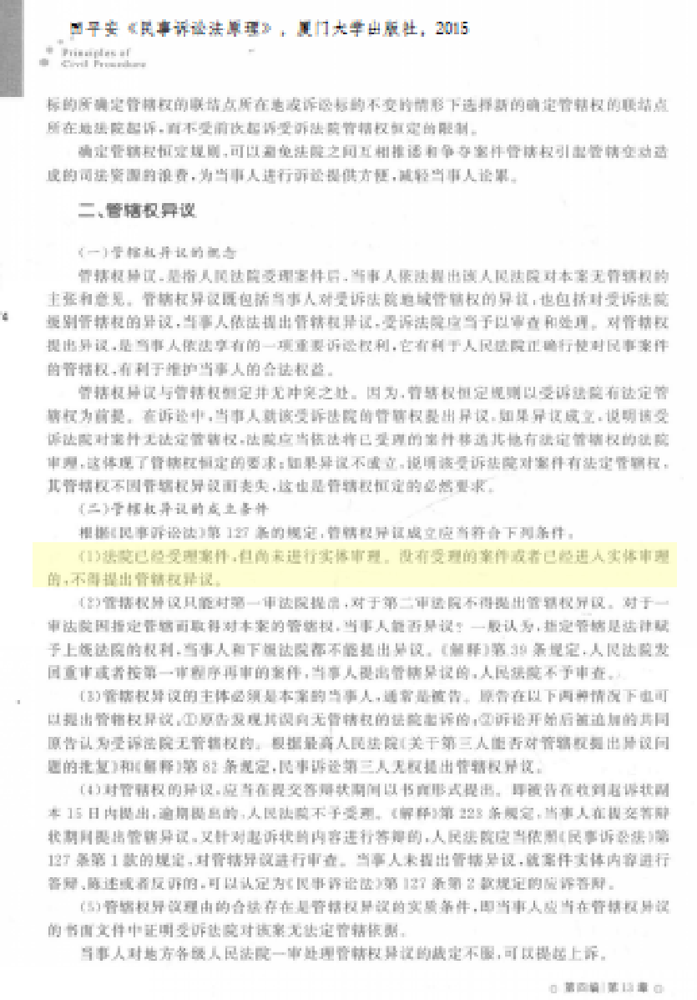 平安《民事诉讼法原理》，厦门大学出版社，2015
Principles of
Civil Procedure
标的所确定管辖权的联结点所在地或诉讼标的不变的情形下选择新的确定管辖权的联结点
所在地法院起诉，而不受前次起诉受诉法院管辖权恒定的限制。
确定管辖权恒定规则，可以避免法院之间互相推诿和争夺案件管辖权引起管辖变动造
成的司法资源的浪费，为当事人进行诉讼提供方便，减轻当事人讼累。
二、管辖权异议
（一）管辖权异议的概念
管辖权异议，是指人民法院受理案件后，当事人依法提出该人民法院对本案无管辖权的
主张和意见。管辖权异议既包括当事人对受诉法院地域管辖权的异议，也包括对受诉法院
级别管辖权的异议，当事人依法提出管辖权异议，受诉法院应当予以审查和处理。对管辖权
提出异议，是当事人依法享有的一项重要诉讼权利，它有利于人民法院正确行使对民事案件
的管辖权，有利于维护当事人的合法权益。
管辖权异议与管辖权恒定并无冲突之处。因为，管辖权恒定规则以受诉法院有法定管
辖权为前提。在诉讼中，当事人就该受诉法院的管辖权提出异议，如果异议成立，说明该受
诉法院对案件无法定管辖权，法院应当依法将已受理的案件移送其他有法定管辖权的法院
审理，这体现了管辖权恒定的要求；如果异议不成立，说明该受诉法院对案件有法定管辖权，
其管辖权不因管辖权异议而丧失，这也是管辖权恒定的必然要求。
（二）管辖权异议的成立条件
根据《民事诉讼法》第 127 条的规定，管辖权异议成立应当符合下列条件。
（1）法院已经受理案件，但尚未进行实体审理。没有受理的案件或者已经进入实体审理
的，不得提出管辖权异议。
（2）管辖权异议只能对第一审法院提出，对于第二审法院不得提出管辖权异议。对于一
审法院因指定管辖而取得对本案的管辖权，当事人能否异议？一般认为，指定管辖是法律赋
予上级法院的权利，当事人和下级法院都不能提出异议。《解释》第 39 条规定，人民法院发
回重审或者按第一审程序再审的案件，当事人提出管辖异议的，人民法院不予审查。
（3）管辖权异议的主体必须是本案的当事人，通常是被告。原告在以下两种情况下也可
以提出管辖权异议：①原告发现其误向无管辖权的法院起诉的；②诉讼开始后被追加的共同
原告认为受诉法院无管辖权的。根据最高人民法院《关于第三人能否对管辖权提出异议问
题的批复》和《解释》第 82 条规定，民事诉讼第三人无权提出管辖权异议。
（4）对管辖权的异议，应当在提交答辩状期间以书面形式提出。即被告在收到起诉状副
本 15 日内提出，逾期提出的，人民法院不予受理。《解释》第 223 条规定，当事人在提交答辩
状期间提出管辖异议，又针对起诉状的内容进行答辩的，人民法院应当依照《民事诉讼法》第
127 条第 1 款的规定，对管辖异议进行审查。当事人未提出管辖异议，就案件实体内容进行
答辩、陈述或者反诉的，可以认定为《民事诉讼法》第 127 条第 2 款规定的应诉答辩。
（5）管辖权异议理由的合法存在是管辖权异议的实质条件，即当事人应当在管辖权异议
的书面文件中证明受诉法院对该案无法定管辖依据。
当事人对地方各级人民法院一审处理管辖权异议的裁定不服，可以提起上诉。
第四编｜第 13 章